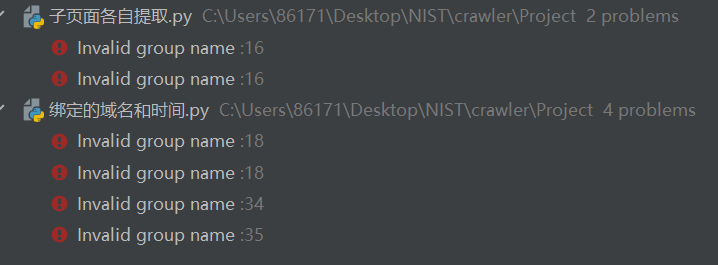 子页面各自提取.py C:\Users\86171\Desktop\NIST\crawler\Project 2 problems
Invalid group name :16
Invalid group name :16
绑定的域名和时间.py C:\Users\86171\Desktop\NIST\crawler\Project 4 problems
Invalid group name :18
Invalid group name :18
Invalid group name :34
Invalid group name :35